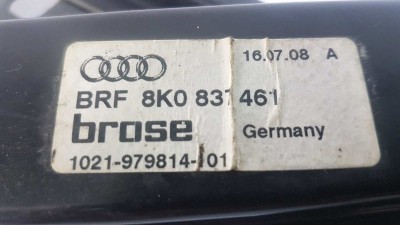 16.07.08 A
BRF 8K0 837 461
brose Germany
1021-979814-101